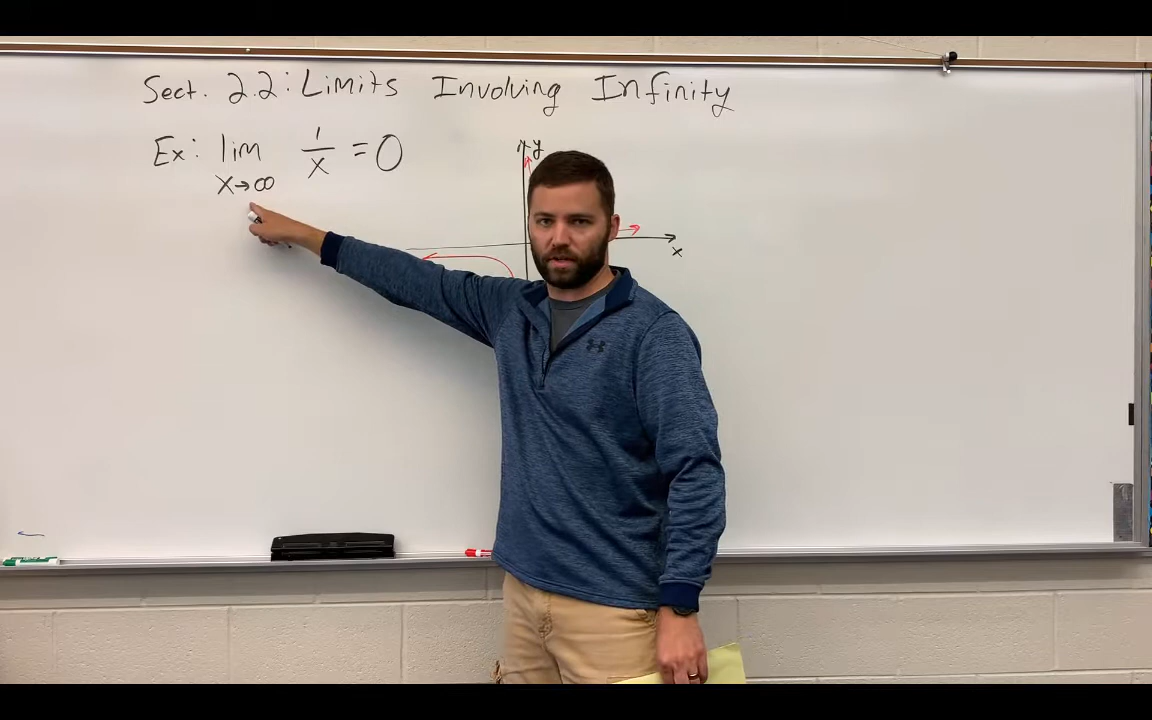 Sect. 2.2: Limits Involving Infinity
Ex: lim 1/x = 0
x→∞
y
x